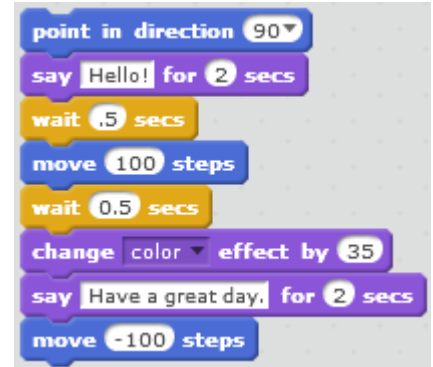 point in direction 90
say Hello! for 2 secs
wait .5 secs
move 100 steps
wait 0.5 secs
change color effect by 35
say Have a great day. for 2 secs
move -100 steps